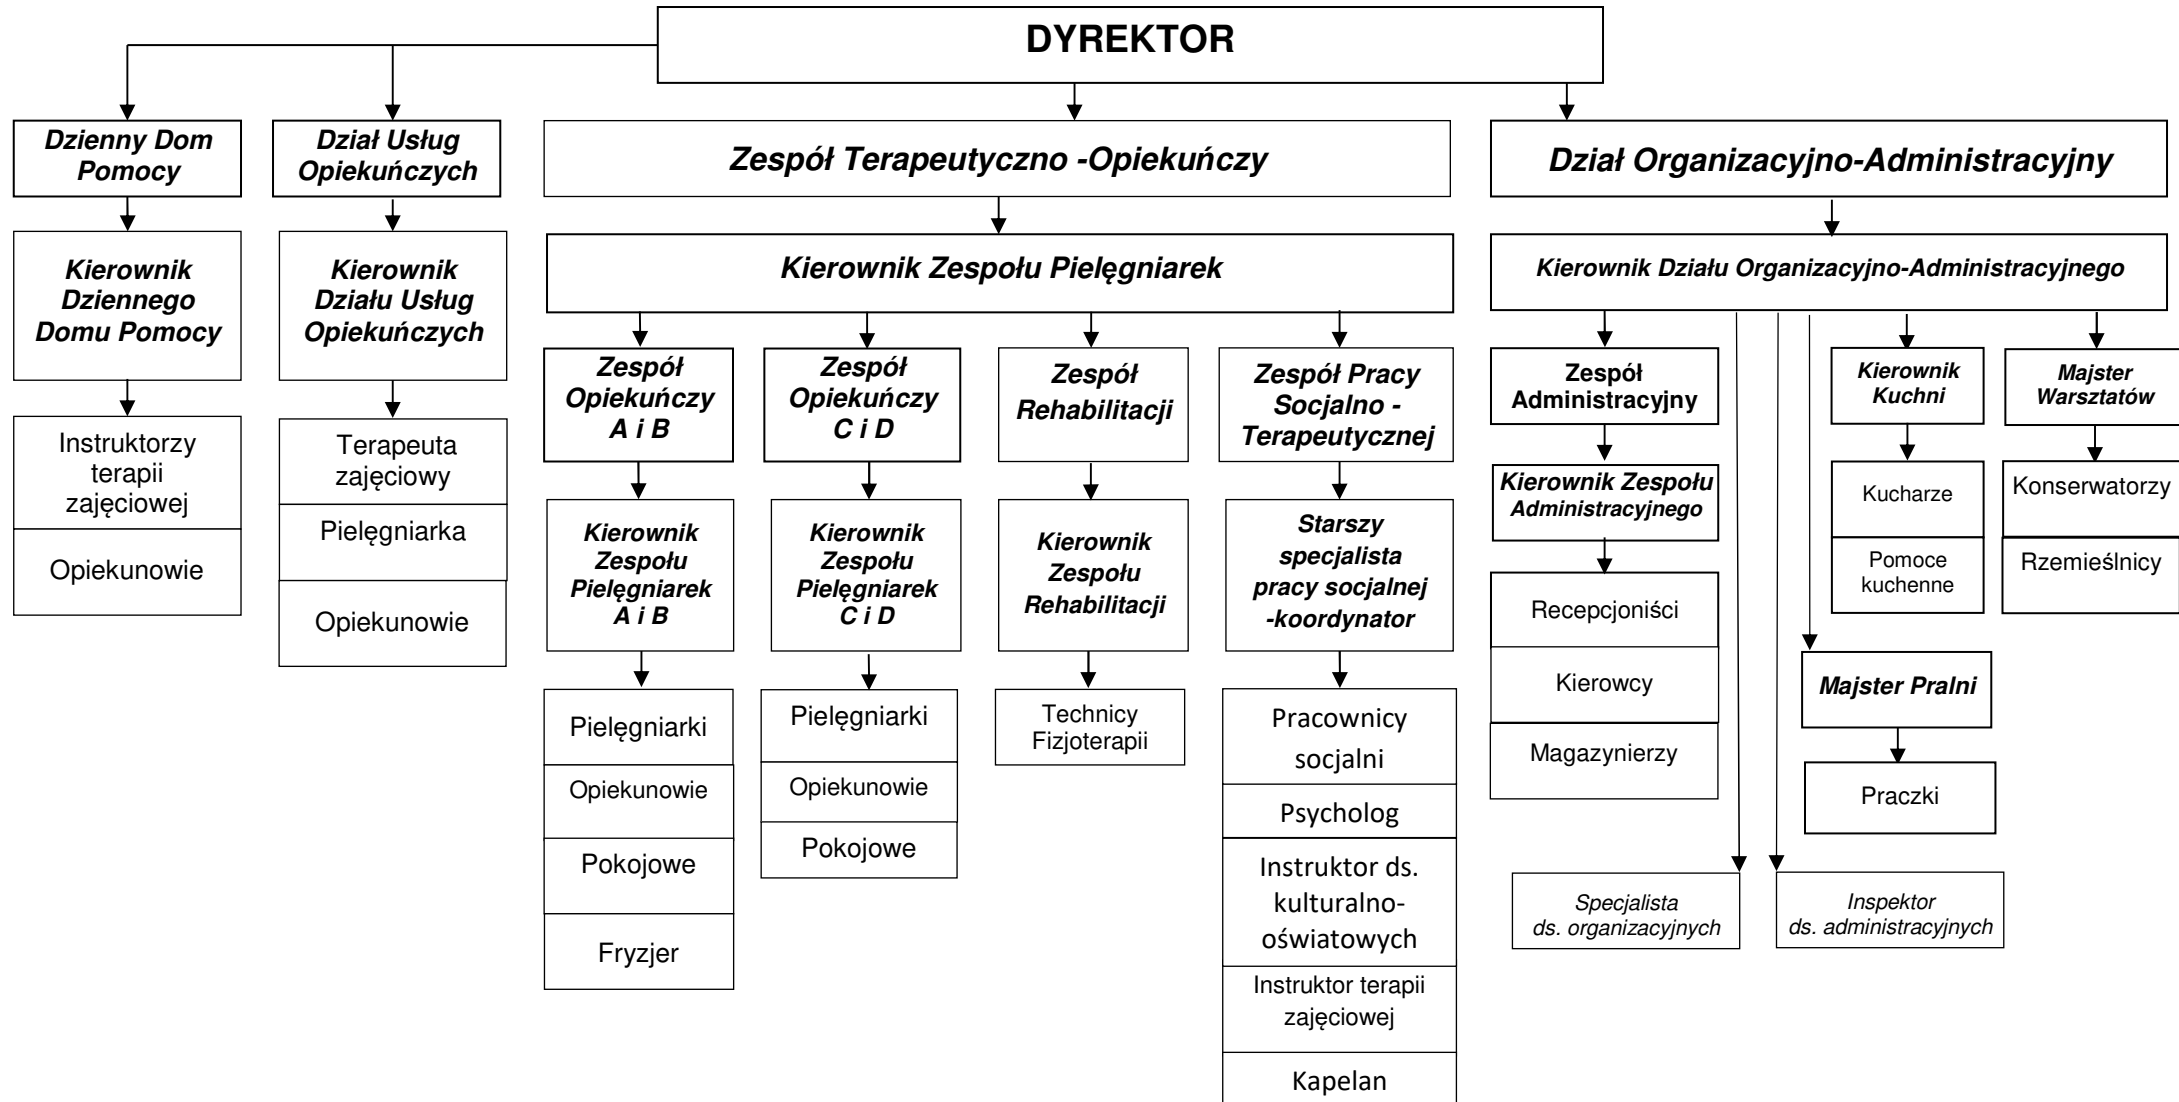 DYREKTOR
Dzienny Dom
Pomocy
Dział Usług
Opiekuńczych
Zespół Terapeutyczno -Opiekuńczy
Dział Organizacyjno-Administracyjny
Kierownik
Dziennego
Domu Pomocy
Kierownik
Działu Usług
Opiekuńczych
Kierownik Zespołu Pielęgniarek
Kierownik Działu Organizacyjno-Administracyjnego
Instruktorzy
terapii
zajęciowej
Opiekunowie
Terapeuta
zajęciowy
Pielęgniarka
Opiekunowie
Zespół
Opiekuńczy
A i B
Zespół
Opiekuńczy
C i D
Zespół
Rehabilitacji
Zespół Pracy
Socjalno -
Terapeutycznej
Kierownik
Zespołu
Pielęgniarek
A i B
Kierownik
Zespołu
Pielęgniarek
C i D
Kierownik
Zespołu
Rehabilitacji
Starszy
specjalista
pracy socjalnej
-koordynator
Pielęgniarki
Opiekunowie
Pokojowe
Fryzjer
Pielęgniarki
Opiekunowie
Pokojowe
Technicy
Fizjoterapii
Pracownicy
socjalni
Psycholog
Instruktor ds.
kulturalno-
oświatowych
Instruktor terapii
zajęciowej
Kapelan
Zespół
Administracyjny
Kierownik Zespołu
Administracyjnego
Recepcjoniści
Kierowcy
Magazynierzy
Kierownik
Kuchni
Kucharze
Pomoce
kuchenne
Majster
Warsztatów
Konserwatorzy
Rzemieślnicy
Majster Pralni
Praczki
Specjalista
ds. organizacyjnych
Inspektor
ds. administracyjnych